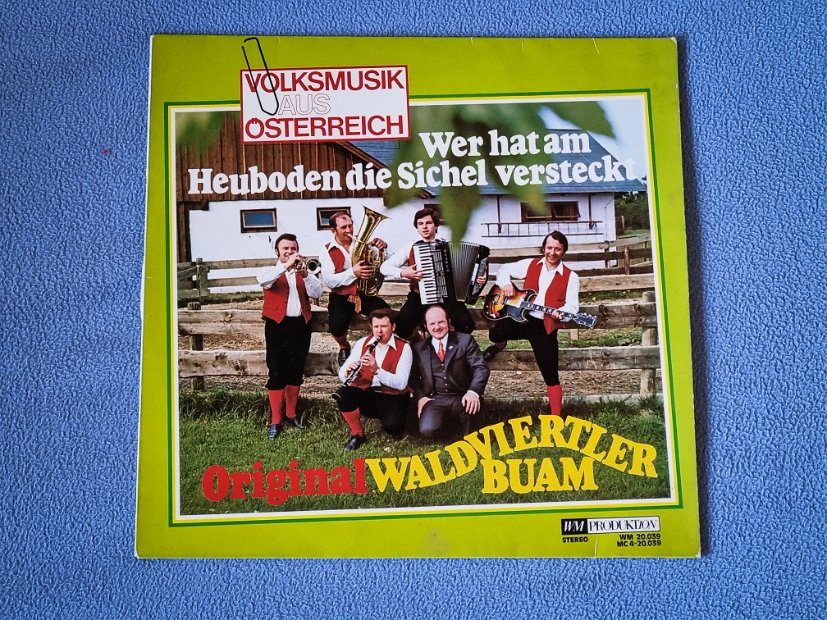 VOLKSMUSIK
AUS
ÖSTERREICH
Wer hat am
Heuboden die Sichel versteckt
Original WALDVIERTLER
BUAM
WM PRODUKTION
STEREO WM 20.039
MC 4-20.039